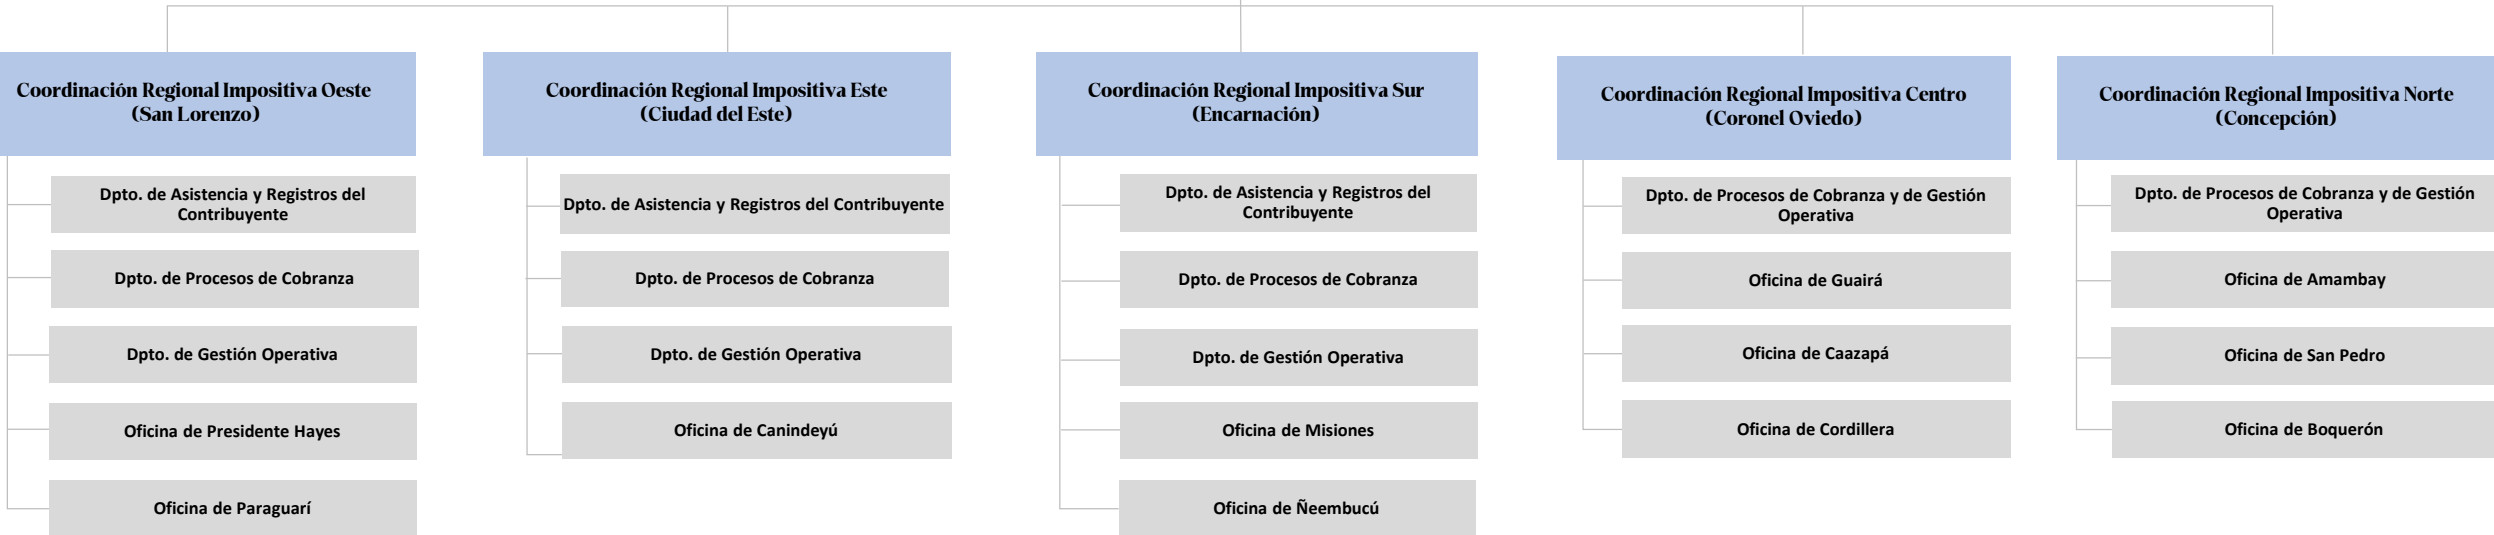 Coordinación Regional Impositiva Oeste
(San Lorenzo)
Dpto. de Asistencia y Registros del
Contribuyente
Dpto. de Procesos de Cobranza
Dpto. de Gestión Operativa
Oficina de Presidente Hayes
Oficina de Paraguarí
Coordinación Regional Impositiva Este
(Ciudad del Este)
Dpto. de Asistencia y Registros del Contribuyente
Dpto. de Procesos de Cobranza
Dpto. de Gestión Operativa
Oficina de Canindeyú
Coordinación Regional Impositiva Sur
(Encarnación)
Dpto. de Asistencia y Registros del
Contribuyente
Dpto. de Procesos de Cobranza
Dpto. de Gestión Operativa
Oficina de Misiones
Oficina de Ñeembucú
Coordinación Regional Impositiva Centro
(Coronel Oviedo)
Dpto. de Procesos de Cobranza y de Gestión
Operativa
Oficina de Guairá
Oficina de Caazapá
Oficina de Cordillera
Coordinación Regional Impositiva Norte
(Concepción)
Dpto. de Procesos de Cobranza y de Gestión
Operativa
Oficina de Amambay
Oficina de San Pedro
Oficina de Boquerón